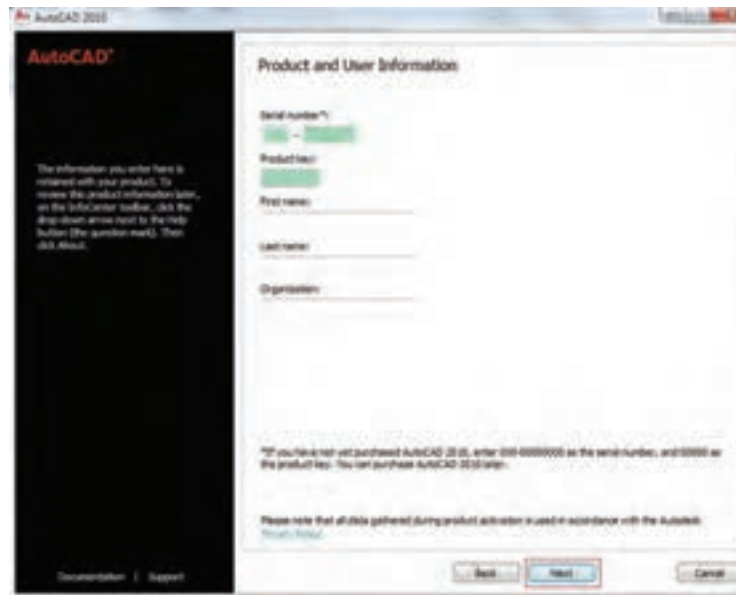 AutoCAD 2010
AutoCAD®
Product and User Information
Serial number*:
–
Product key:
First name:
Last name:
Organization:
The information you enter here is
retained with your product. To
review the product information later,
on the InfoCenter toolbar, click the
drop-down arrow next to the Help
button (the question mark). Then
click About.
*If you have not yet purchased AutoCAD 2010, enter 000-00000000 as the serial number, and 00000 as
the product key. You can purchase AutoCAD 2010 later.
Please note that all data gathered during product activation is used in accordance with the Autodesk
Privacy Policy.
Documentation | Support
Back
Next
Cancel